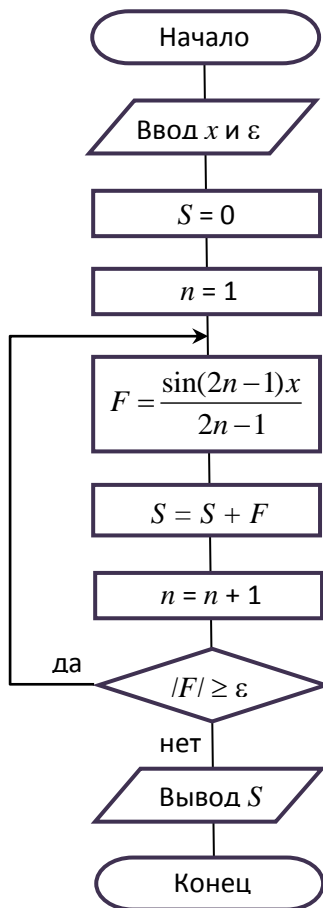 Начало
Ввод x и ε
S = 0
n = 1
F = sin(2n−1)x / 2n−1
S = S + F
n = n + 1
да
|F| ≥ ε
нет
Вывод S
Конец